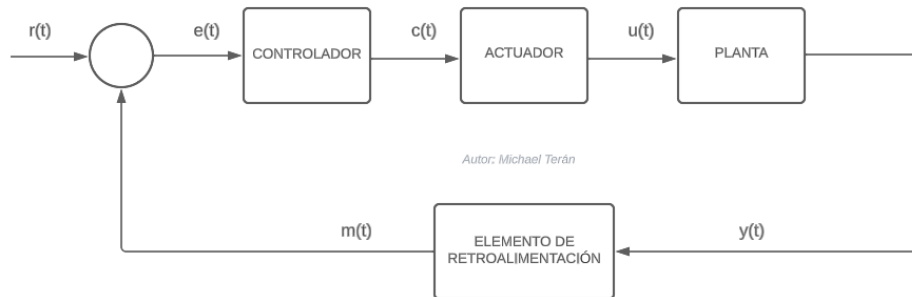 r(t)
e(t)
CONTROLADOR
c(t)
ACTUADOR
u(t)
PLANTA
Autor: Michael Terán
m(t)
ELEMENTO DE
RETROALIMENTACIÓN
y(t)